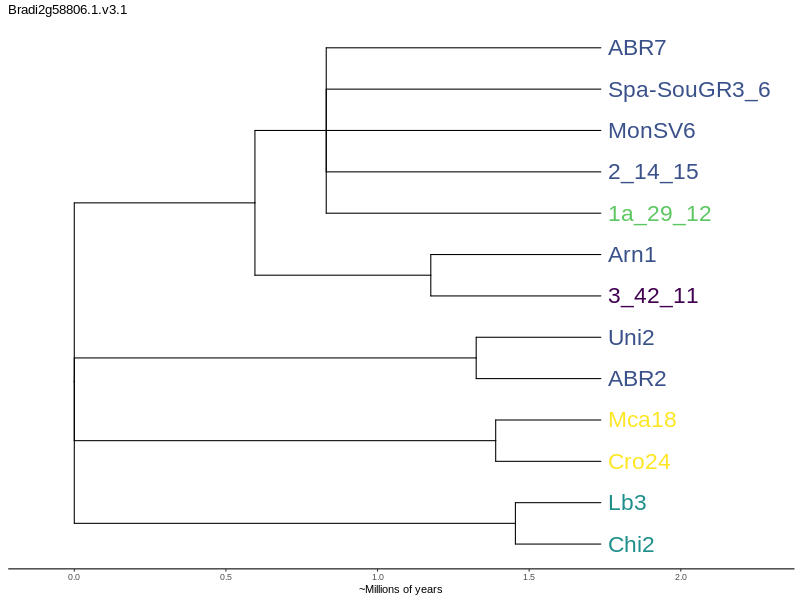 Bradi2g58806.1.v3.1
ABR7
Spa-SouGR3_6
MonSV6
2_14_15
1a_29_12
Arn1
3_42_11
Uni2
ABR2
Mca18
Cro24
Lb3
Chi2
0.0 0.5 1.0 1.5 2.0
~Millions of years